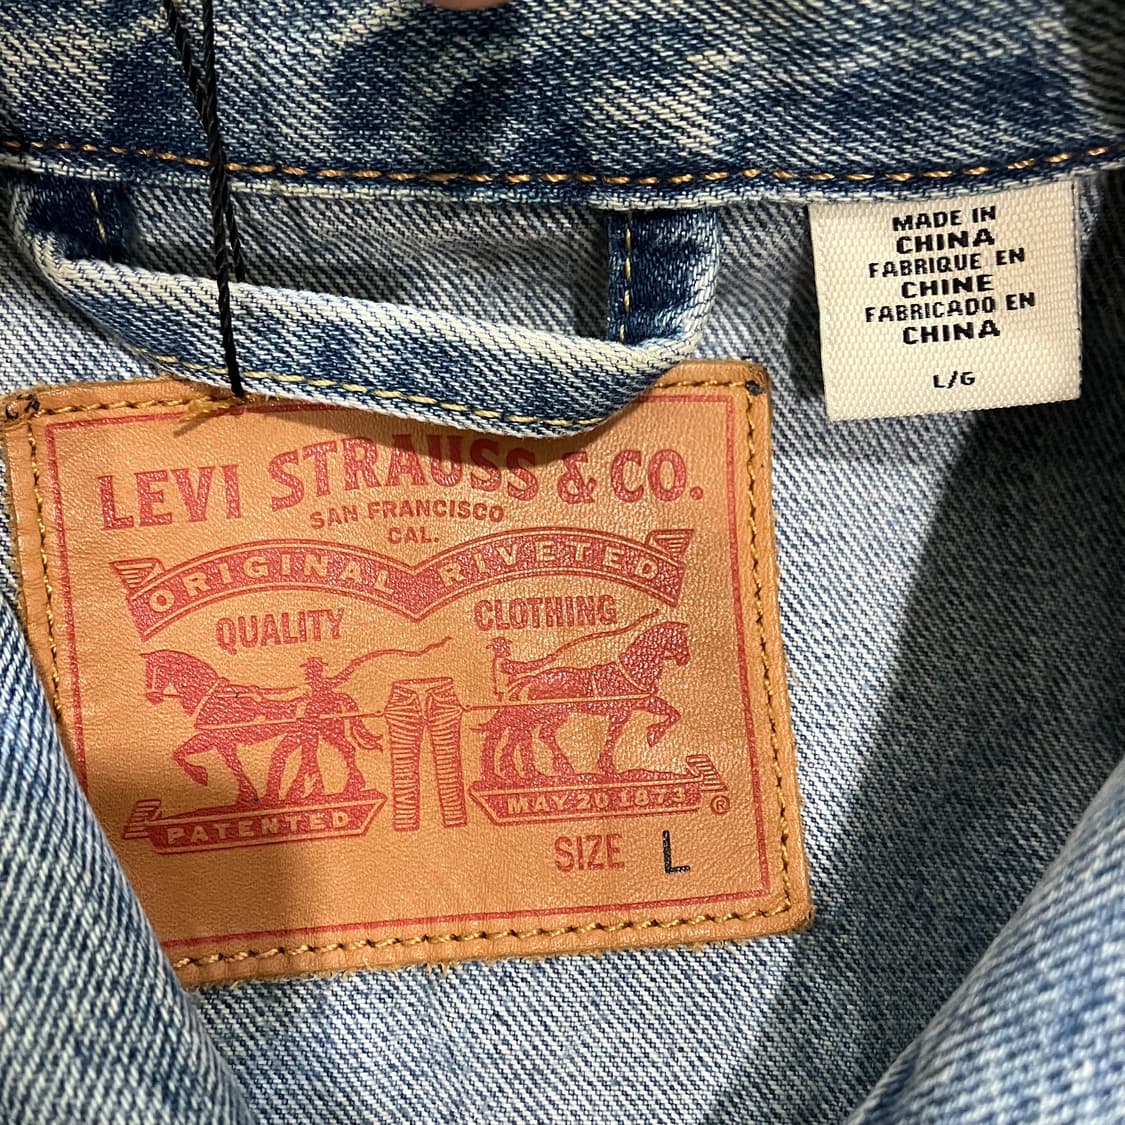 MADE IN
CHINA
FABRIQUE EN
CHINE
FABRICADO EN
CHINA
L/G
LEVI STRAUSS & CO.
SAN FRANCISCO
CAL.
ORIGINAL RIVETED
QUALITY CLOTHING
PATENTED MAY 20 1873 ®
SIZE L